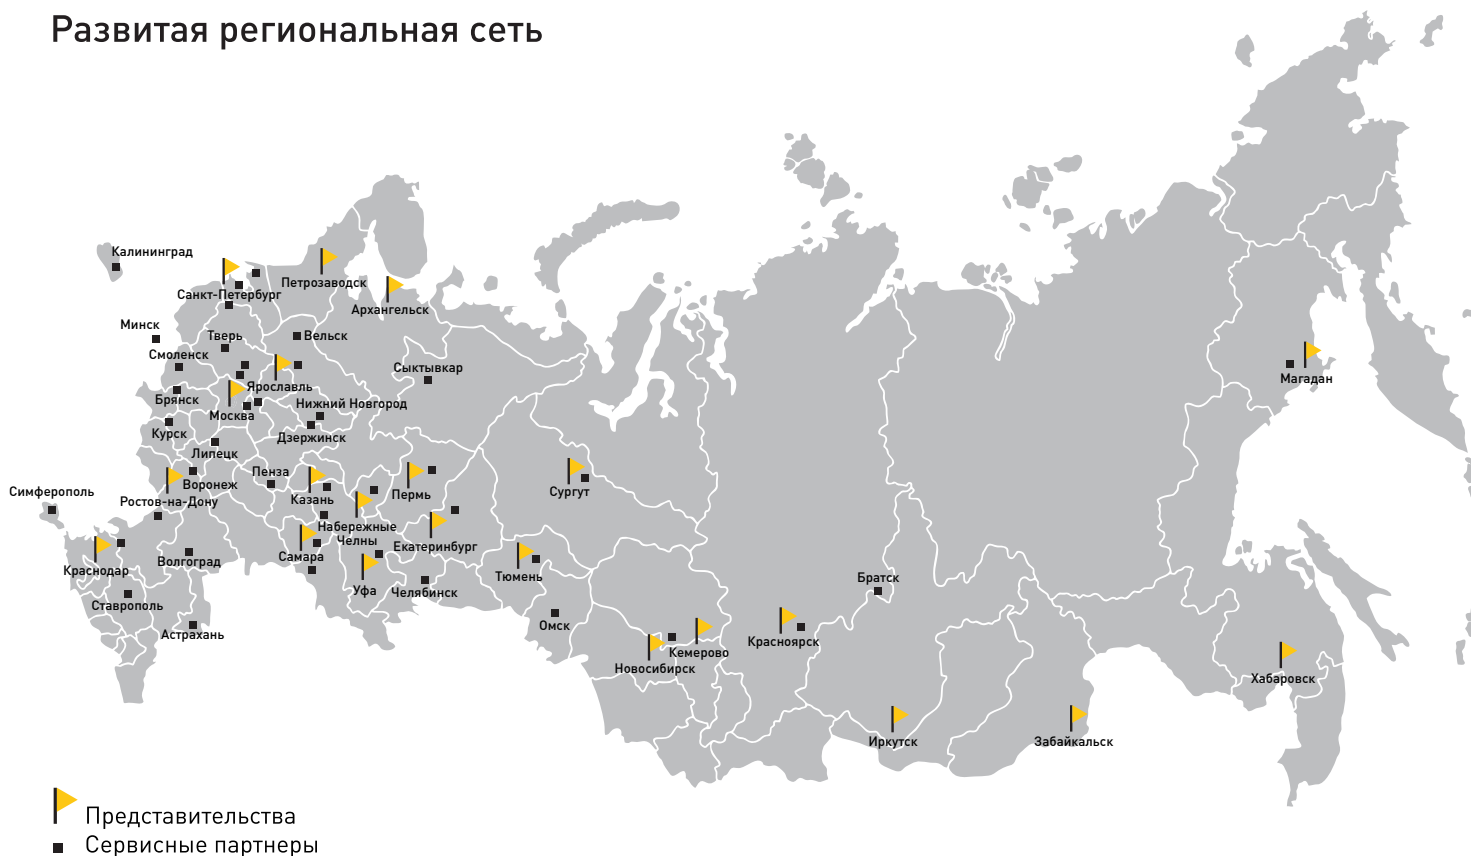 Развитая региональная сеть
Калининград
Санкт-Петербург
Петрозаводск
Архангельск
Минск
Тверь
Вельск
Смоленск
Сыктывкар
Магадан
Ярославль
Брянск
Москва
Нижний Новгород
Курск
Дзержинск
Липецк
Пенза
Воронеж
Казань
Пермь
Сургут
Симферополь
Ростов-на-Дону
Набережные
Челны
Екатеринбург
Самара
Волгоград
Краснодар
Уфа
Челябинск
Тюмень
Братск
Ставрополь
Астрахань
Омск
Красноярск
Кемерово
Новосибирск
Хабаровск
Иркутск
Забайкальск
Представительства
Сервисные партнеры